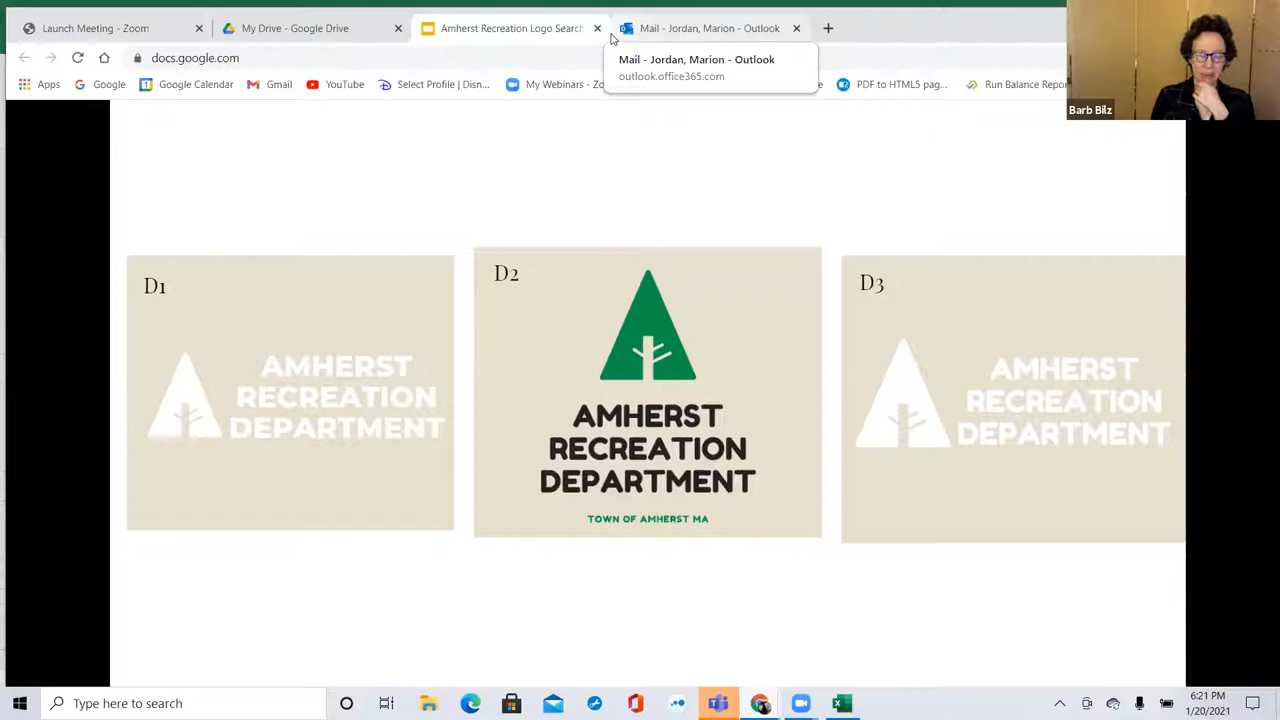 Launch Meeting - Zoom
My Drive - Google Drive
Amherst Recreation Logo Search
Mail - Jordan, Marion - Outlook
docs.google.com
Mail - Jordan, Marion - Outlook
outlook.office365.com
Apps
Google
Google Calendar
Gmail
YouTube
Select Profile | Disn...
My Webinars - Zo
PDF to HTML5 pag...
Run Balance Report
Barb Bilz
D1
AMHERST
RECREATION
DEPARTMENT
D2
AMHERST
RECREATION
DEPARTMENT
TOWN OF AMHERST MA
D3
AMHERST
RECREATION
DEPARTMENT
Type here to search
6:21 PM
1/20/2021